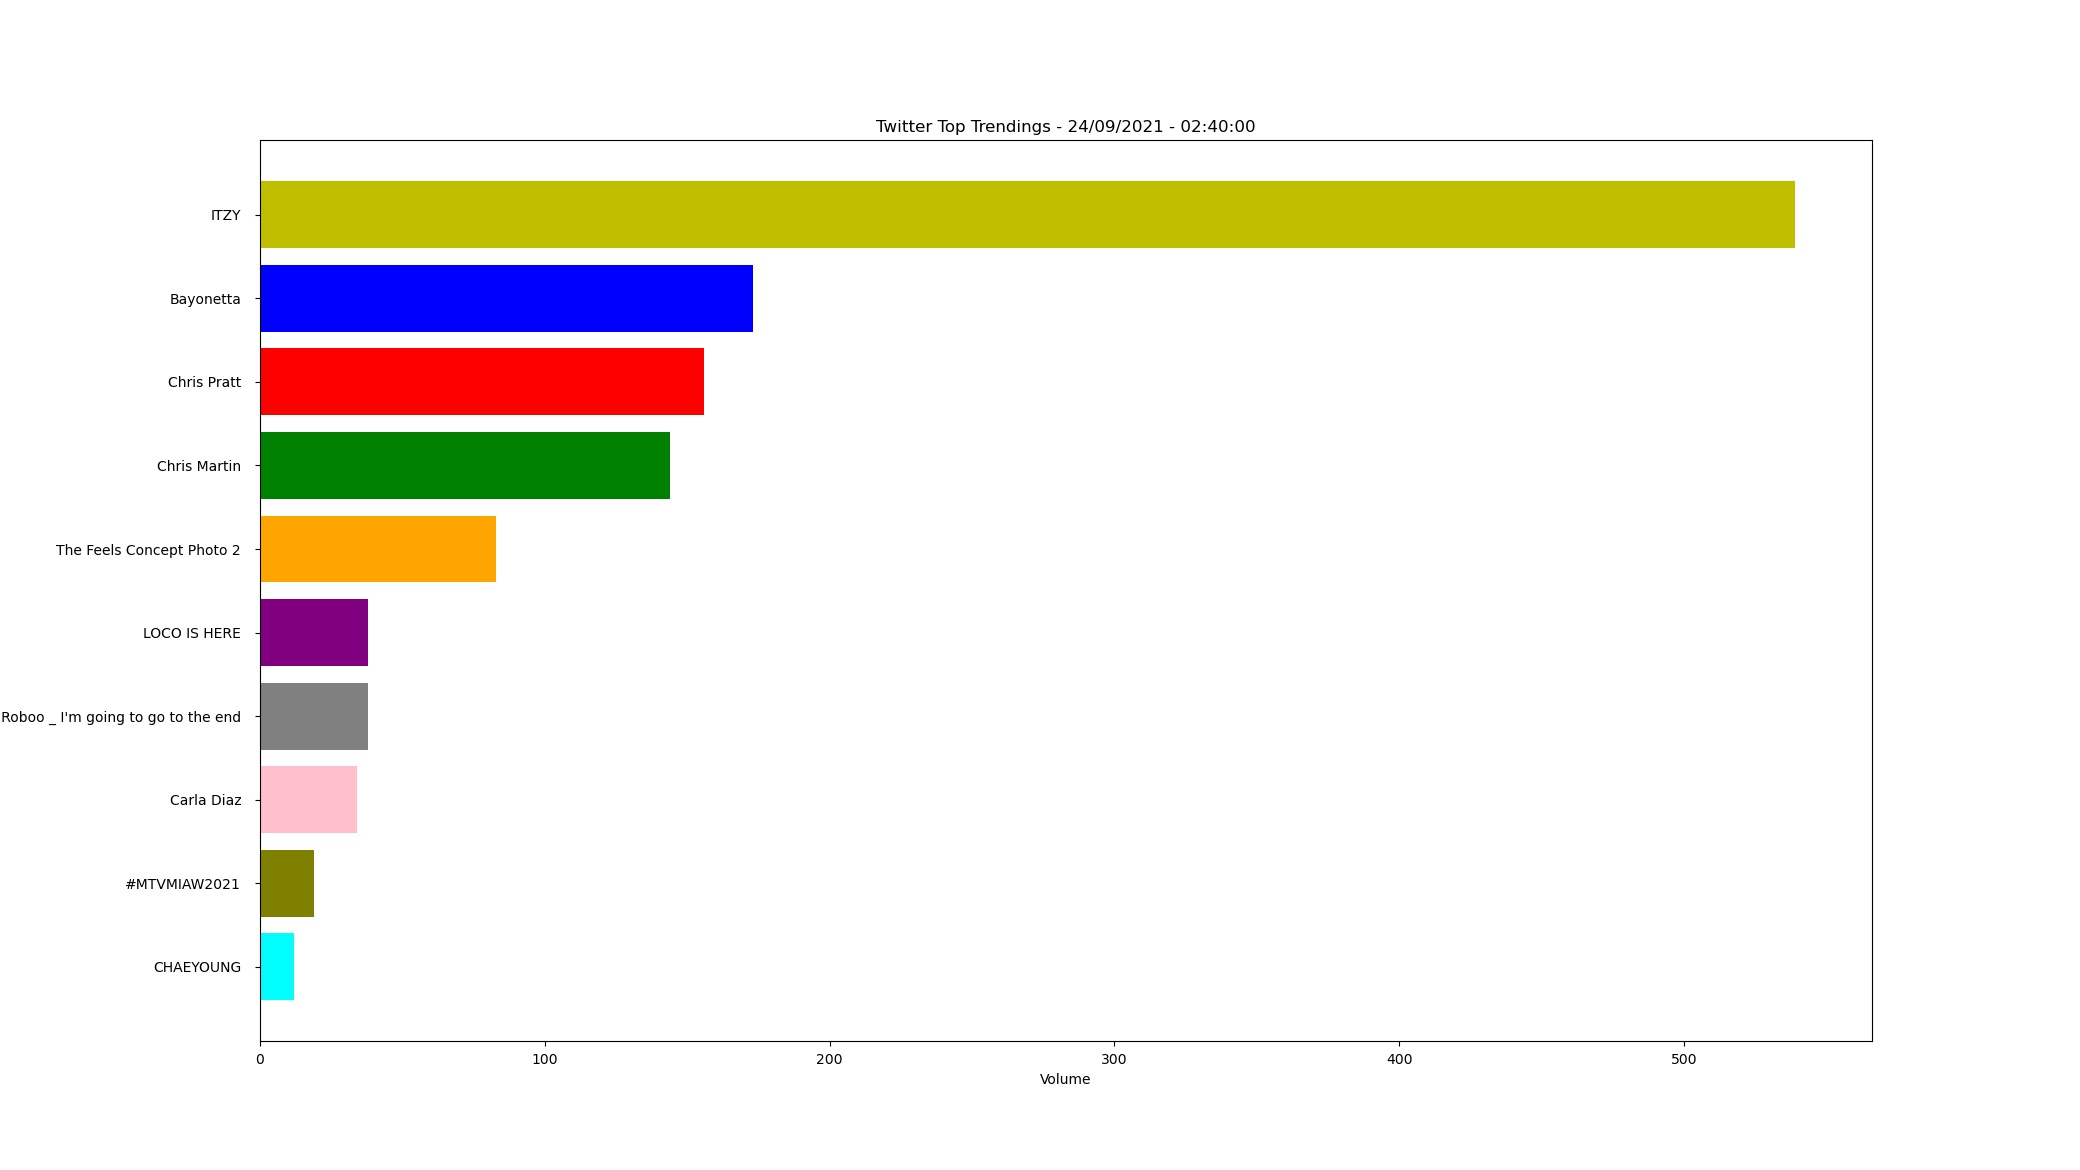 Twitter Top Trendings - 24/09/2021 - 02:40:00
ITZY
Bayonetta
Chris Pratt
Chris Martin
The Feels Concept Photo 2
LOCO IS HERE
Roboo _ I'm going to go to the end
Carla Diaz
#MTVMIAW2021
CHAEYOUNG
0 100 200 300 400 500
Volume